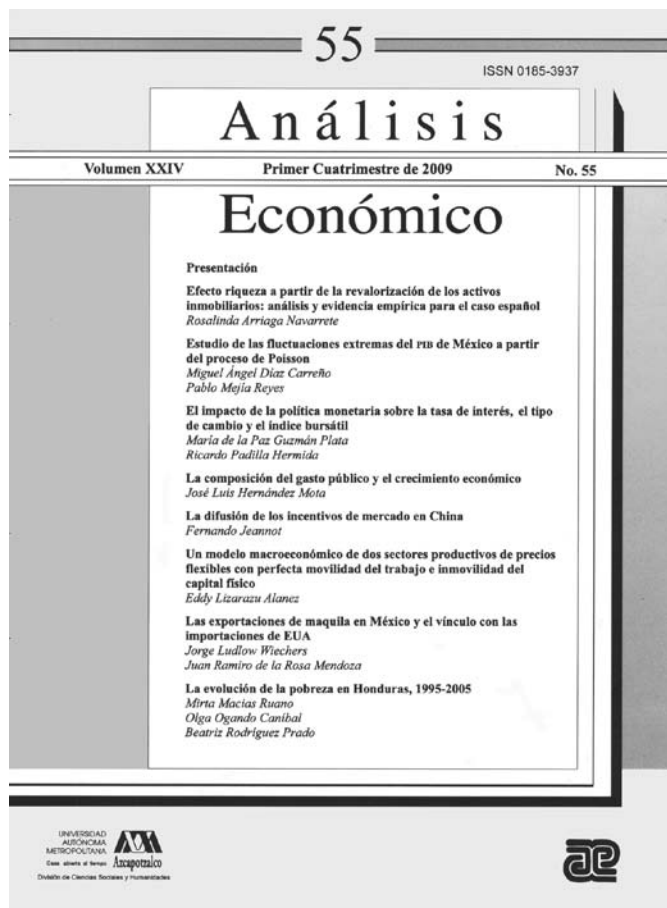 55
ISSN 0185-3937
Análisis
Volumen XXIV Primer Cuatrimestre de 2009 No. 55
Económico
Presentación
Efecto riqueza a partir de la revalorización de los activos
inmobiliarios: análisis y evidencia empírica para el caso español
Rosalinda Arriaga Navarrete
Estudio de las fluctuaciones extremas del PIB de México a partir
del proceso de Poisson
Miguel Ángel Díaz Carreño
Pablo Mejía Reyes
El impacto de la política monetaria sobre la tasa de interés, el tipo
de cambio y el índice bursátil
María de la Paz Guzmán Plata
Ricardo Padilla Hermida
La composición del gasto público y el crecimiento económico
José Luis Hernández Mota
La difusión de los incentivos de mercado en China
Fernando Jeannot
Un modelo macroeconómico de dos sectores productivos de precios
flexibles con perfecta movilidad del trabajo e inmovilidad del
capital físico
Eddy Lizarazu Alanez
Las exportaciones de maquila en México y el vínculo con las
importaciones de EUA
Jorge Ludlow Wiechers
Juan Ramiro de la Rosa Mendoza
La evolución de la pobreza en Honduras, 1995-2005
Mirta Macías Ruano
Olga Ogando Canibal
Beatriz Rodríguez Prado
UNIVERSIDAD
AUTÓNOMA
METROPOLITANA
Casa abierta al tiempo Azcapotzalco
División de Ciencias Sociales y Humanidades
ae